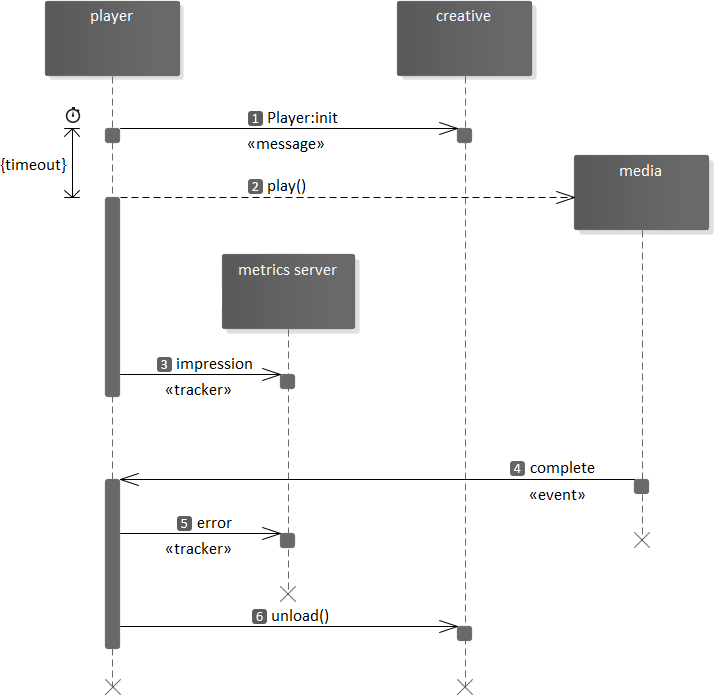 player
creative
1 Player:init
«message»
{timeout}
2 play()
media
metrics server
3 impression
«tracker»
4 complete
«event»
5 error
«tracker»
6 unload()